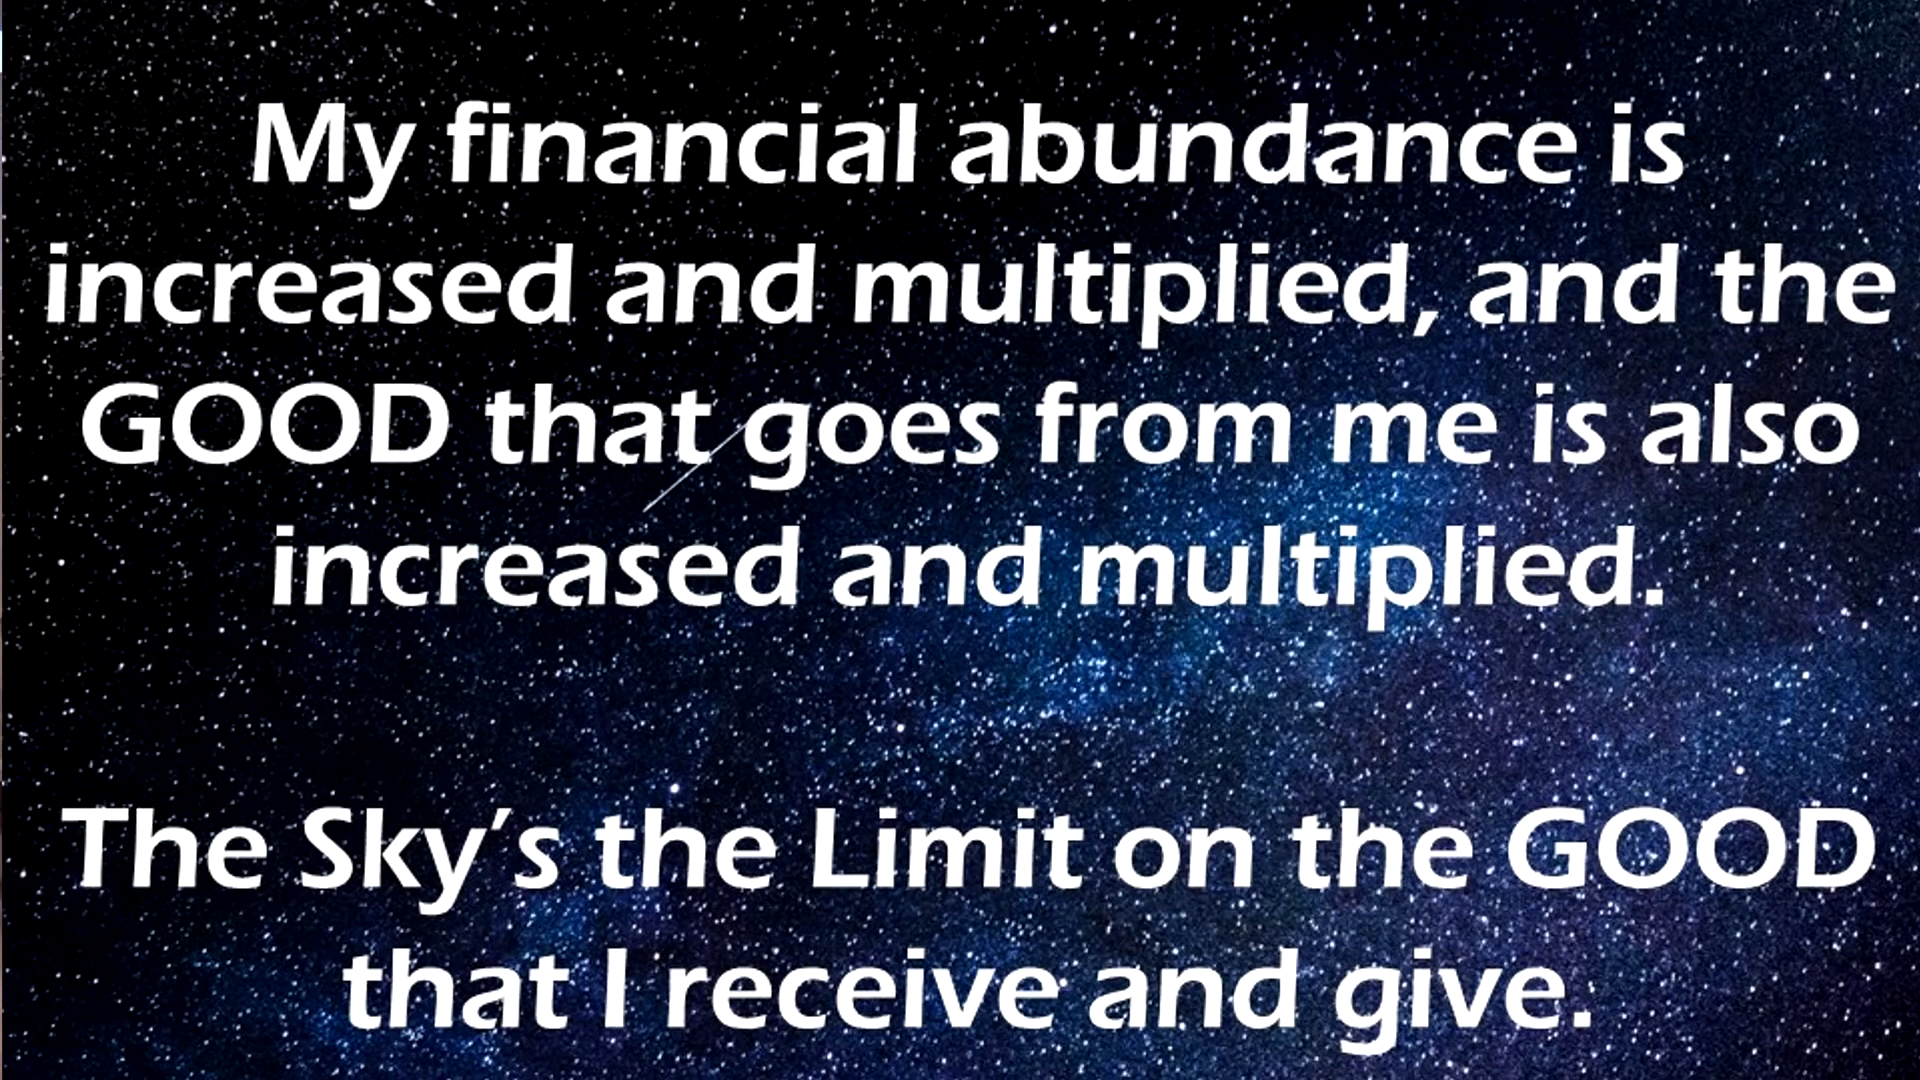 My financial abundance is
increased and multiplied, and the
GOOD that goes from me is also
increased and multiplied.
The Sky’s the Limit on the GOOD
that I receive and give.